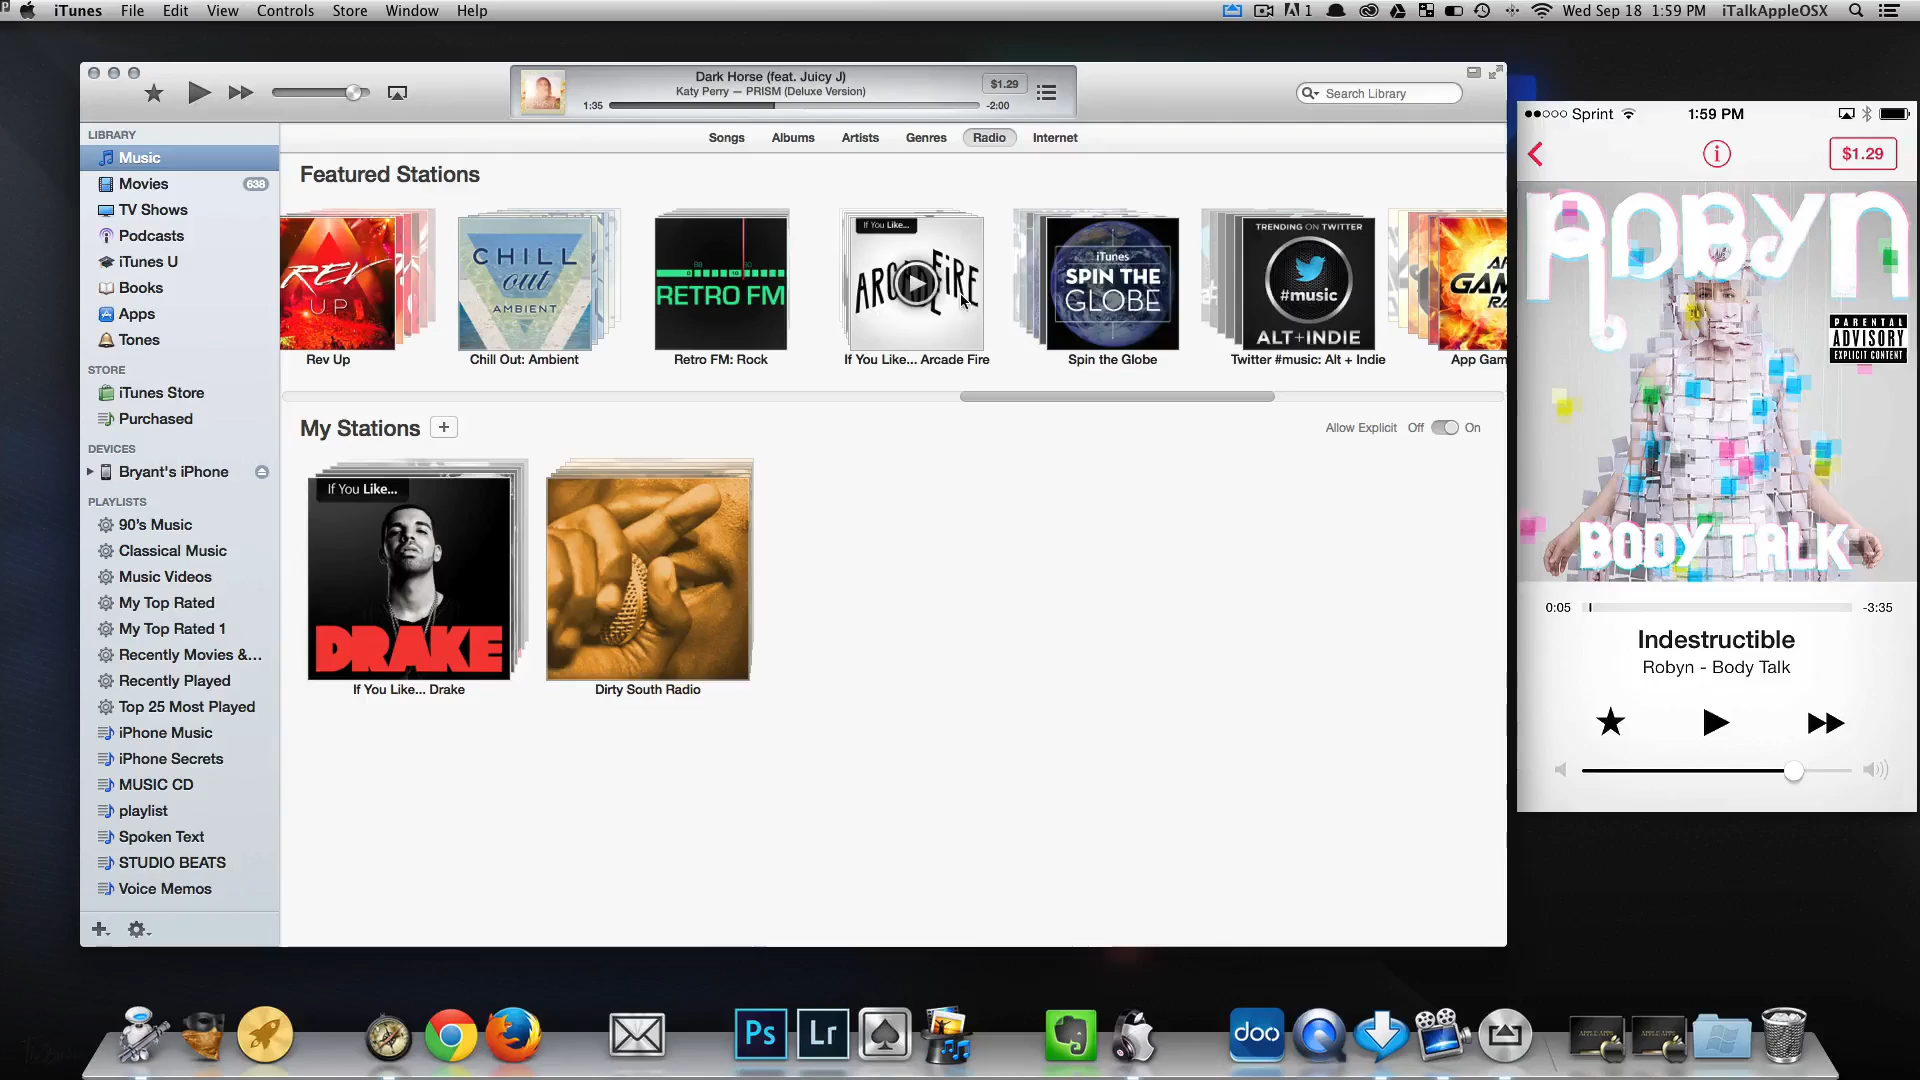 iTunes File Edit View Controls Store Window Help
1 Wed Sep 18 1:59 PM iTalkAppleOSX
Dark Horse (feat. Juicy J)
Katy Perry — PRISM (Deluxe Version)
$1.29
1:35
-2:00
Search Library
LIBRARY
Music
Movies 638
TV Shows
Podcasts
iTunes U
Books
Apps
Tones
STORE
iTunes Store
Purchased
DEVICES
Bryant's iPhone
PLAYLISTS
90's Music
Classical Music
Music Videos
My Top Rated
My Top Rated 1
Recently Movies &...
Recently Played
Top 25 Most Played
iPhone Music
iPhone Secrets
MUSIC CD
playlist
Spoken Text
STUDIO BEATS
Voice Memos
Songs Albums Artists Genres Radio Internet
Featured Stations
REV
UP
Rev Up
CHILL
out
AMBIENT
Chill Out: Ambient
RETRO FM
Retro FM: Rock
If You Like...
ARCADE FIRE
If You Like... Arcade Fire
iTunes
SPIN THE
GLOBE
Spin the Globe
TRENDING ON TWITTER
#music
ALT+INDIE
Twitter #music: Alt + Indie
App Gam
My Stations +
Allow Explicit Off On
If You Like...
DRAKE
If You Like... Drake
Dirty South Radio
Sprint 1:59 PM
$1.29
ROBYN
PARENTAL
ADVISORY
EXPLICIT CONTENT
BODY TALK
0:05 -3:35
Indestructible
Robyn - Body Talk
Ps Lr doo